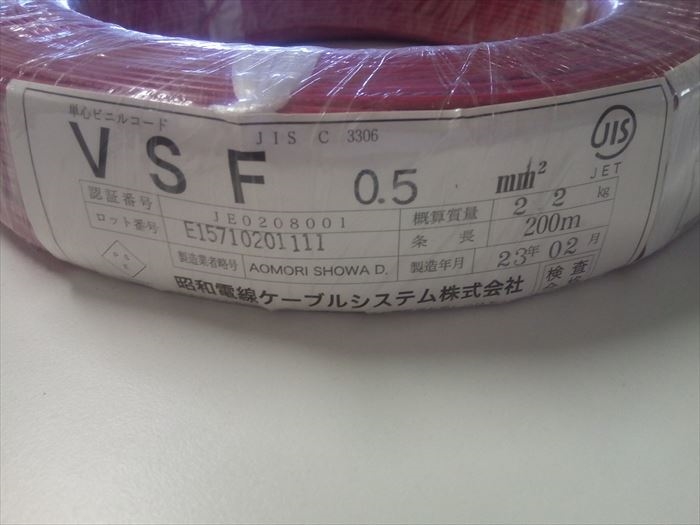 単心ビニルコード
JIS C 3306
VSF 0.5 mm²
JIS
JET
認証番号 JE0208001 概算質量 2.2 kg
ロット番号 E15710201111 条長 200m
製造業者略号 AOMORI SHOWA D. 製造年月 23年02月
昭和電線ケーブルシステム株式会社 検査